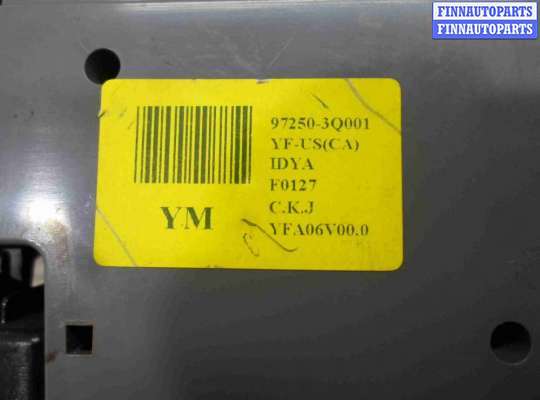 FINNAUTOPARTS
FINNAUTOPARTS
97250-3Q001
YF-US(CA)
IDYA
F0127
C.K.J
YFA06V00.0
YM